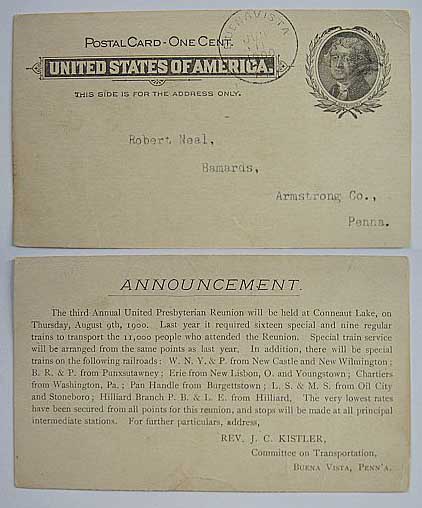 POSTAL CARD - ONE CENT.
UNITED STATES OF AMERICA.
THIS SIDE IS FOR THE ADDRESS ONLY.
BUENA VISTA
Robert Neal,
Bamards,
Armstrong Co.,
Penna.
ANNOUNCEMENT.
The third Annual United Presbyterian Reunion will be held at Conneaut Lake, on
Thursday, August 9th, 1900. Last year it required sixteen special and nine regular
trains to transport the 11,000 people who attended the Reunion. Special train service
will be arranged from the same points as last year. In addition, there will be special
trains on the following railroads: W. N. Y. & P. from New Castle and New Wilmington;
B. R. & P. from Punxsutawney; Erie from New Lisbon, O. and Youngstown; Chartiers
from Washington, Pa.; Pan Handle from Burgettstown; L. S. & M. S. from Oil City
and Stoneboro; Hilliard Branch P. B. & L. E. from Hilliard. The very lowest rates
have been secured from all points for this reunion, and stops will be made at all principal
intermediate stations. For further particulars, address,
REV. J. C. KISTLER,
Committee on Transportation,
BUENA VISTA, PENN'A.